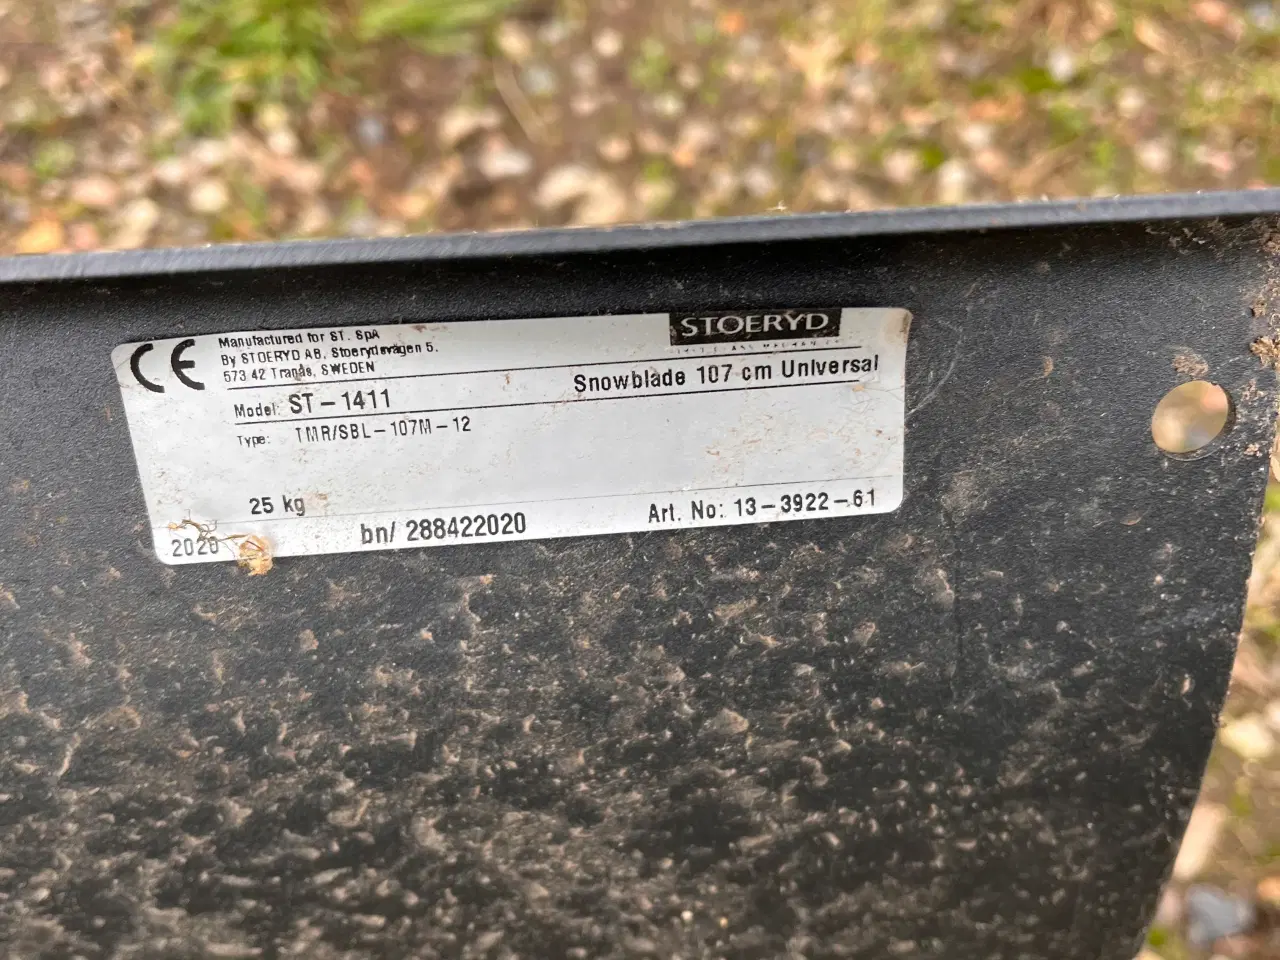 CE
Manufactured for ST. SpA
By STOERYD AB, Stoerydsvägen 5.
573 42 Tranås, SWEDEN
STOERYD
Model: ST-1411
Snowblade 107 cm Universal
Type: TMR/SBL-107M-12
25 kg
2020
bn/ 288422020
Art. No: 13-3922-61